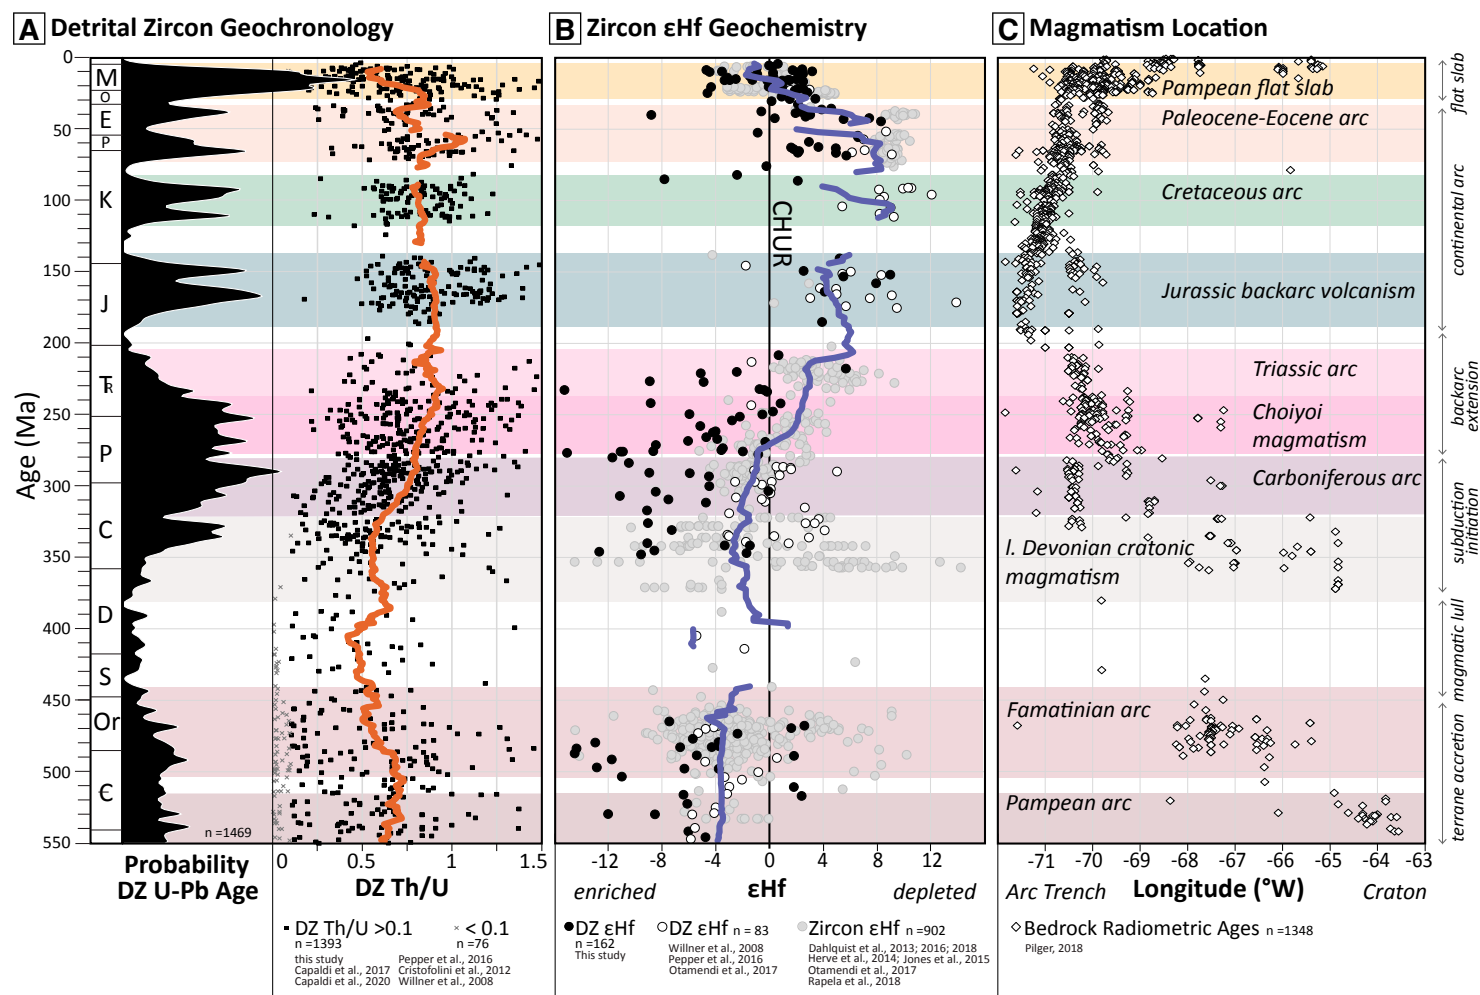 A Detrital Zircon Geochronology
B Zircon εHf Geochemistry
C Magmatism Location
Age (Ma)
0
50
100
150
200
250
300
350
400
450
500
550
M
O
E
P
K
J
TR
P
C
D
S
Or
Є
n =1469
Probability
DZ U-Pb Age
0 0.5 1 1.5
DZ Th/U
DZ Th/U >0.1
n =1393
this study
Capaldi et al., 2017
Capaldi et al., 2020
< 0.1
n =76
Pepper et al., 2016
Cristofolini et al., 2012
Willner et al., 2008
CHUR
-12 -8 -4 0 4 8 12
enriched εHf depleted
DZ εHf
n =162
This study
DZ εHf n = 83
Willner et al., 2008
Pepper et al., 2016
Otamendi et al., 2017
Zircon εHf n =902
Dahlquist et al., 2013; 2016; 2018
Herve et al., 2014; Jones et al., 2015
Otamendi et al., 2017
Rapela et al., 2018
Pampean flat slab
Paleocene-Eocene arc
Cretaceous arc
Jurassic backarc volcanism
Triassic arc
Choiyoi
magmatism
Carboniferous arc
l. Devonian cratonic
magmatism
Famatinian arc
Pampean arc
-71 -70 -69 -68 -67 -66 -65 -64 -63
Arc Trench Longitude (°W) Craton
Bedrock Radiometric Ages n =1348
Pilger, 2018
flat slab
continental arc
backarc
extension
subduction
initiation
magmatic lull
terrane accretion